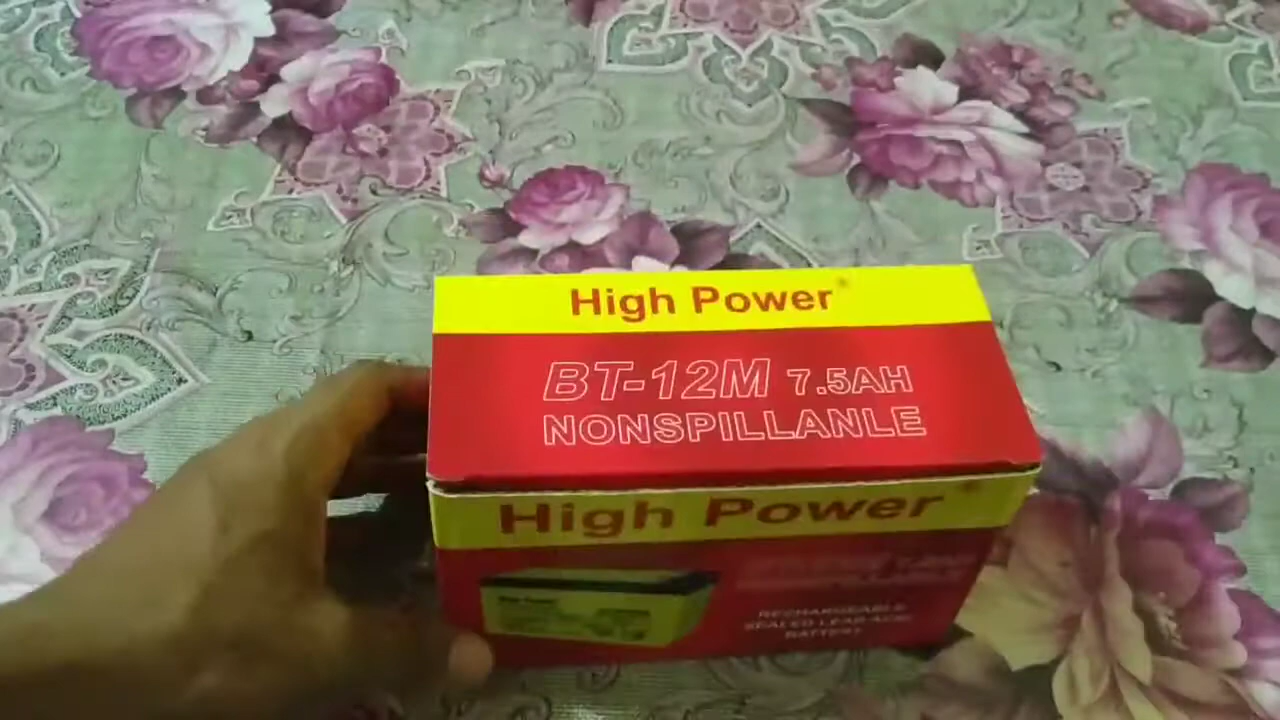 High Power
BT-12M 7.5AH
NONSPILLANLE
High Power
RECHARGEABLE
SEALED LEAD-ACID
BATTERY